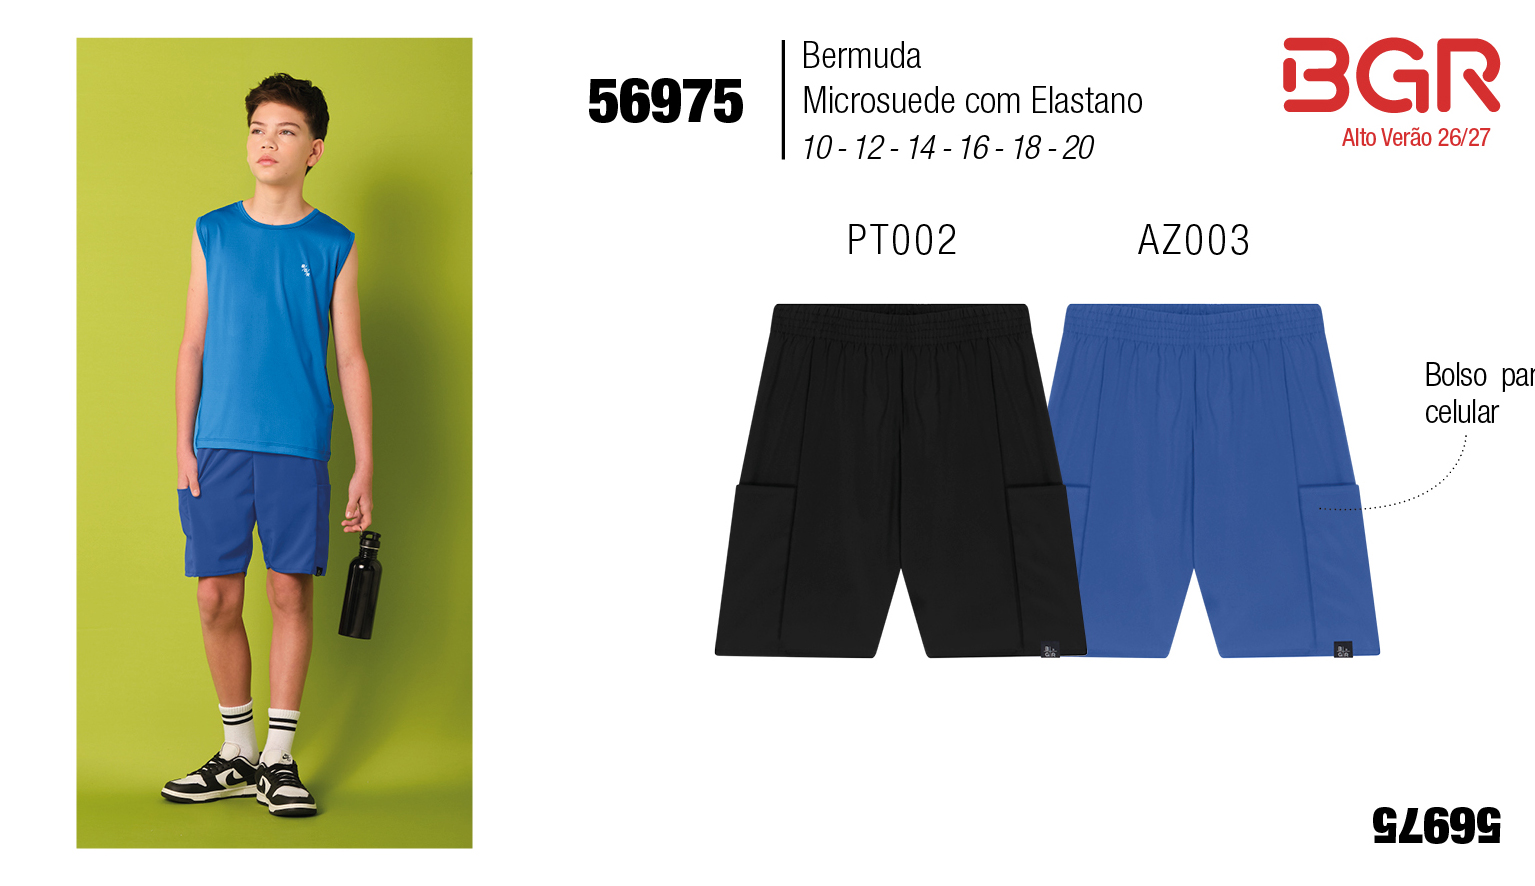 56975
Bermuda
Microsuede com Elastano
10 - 12 - 14 - 16 - 18 - 20
BGR
Alto Verão 26/27
PT002
AZ003
Bolso par
celular
56975